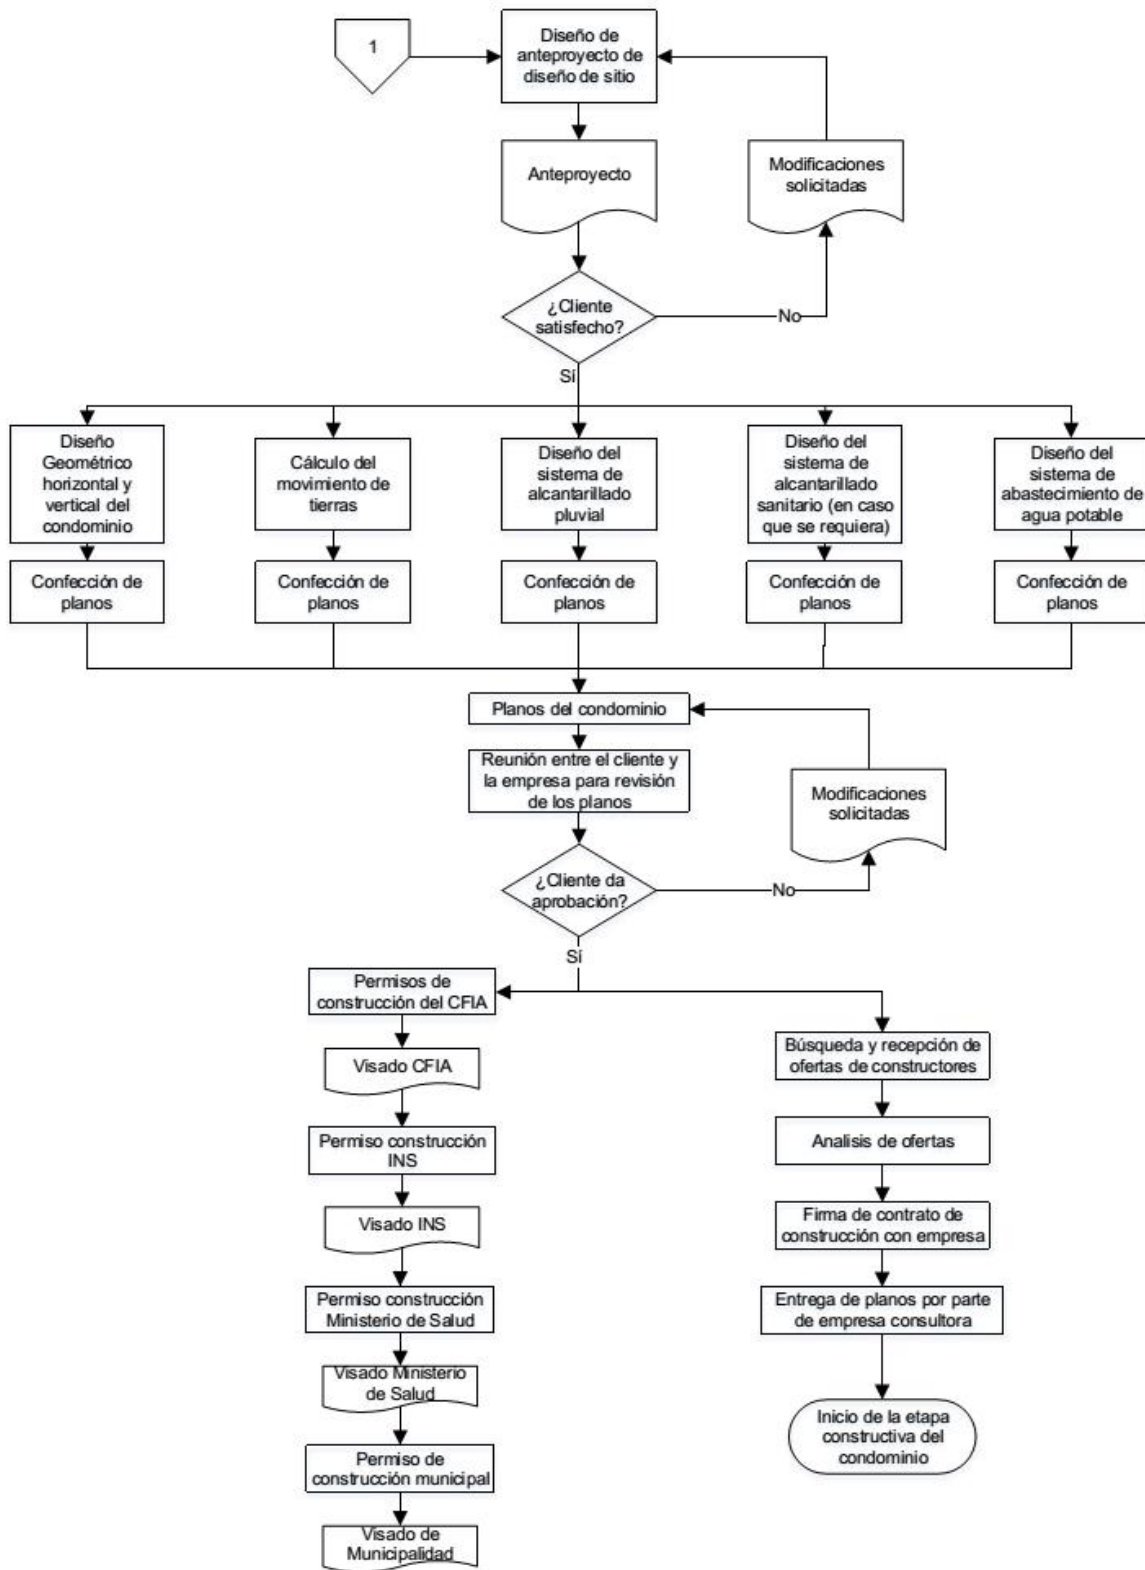 1
Diseño de
anteproyecto de
diseño de sitio
Anteproyecto
Modificaciones
solicitadas
¿Cliente
satisfecho?
No
Sí
Diseño
Geométrico
horizontal y
vertical del
condominio
Cálculo del
movimiento de
tierras
Diseño del
sistema de
alcantarillado
pluvial
Diseño del
sistema de
alcantarillado
sanitario (en caso
que se requiera)
Diseño del
sistema de
abastecimiento de
agua potable
Confección de
planos
Confección de
planos
Confección de
planos
Confección de
planos
Confección de
planos
Planos del condominio
Reunión entre el cliente y
la empresa para revisión
de los planos
Modificaciones
solicitadas
¿Cliente da
aprobación?
No
Sí
Permisos de
construcción del CFIA
Visado CFIA
Permiso construcción
INS
Visado INS
Permiso construcción
Ministerio de Salud
Visado Ministerio
de Salud
Permiso de
construcción municipal
Visado de
Municipalidad
Búsqueda y recepción de
ofertas de constructores
Analisis de ofertas
Firma de contrato de
construcción con empresa
Entrega de planos por parte
de empresa consultora
Inicio de la etapa
constructiva del
condominio